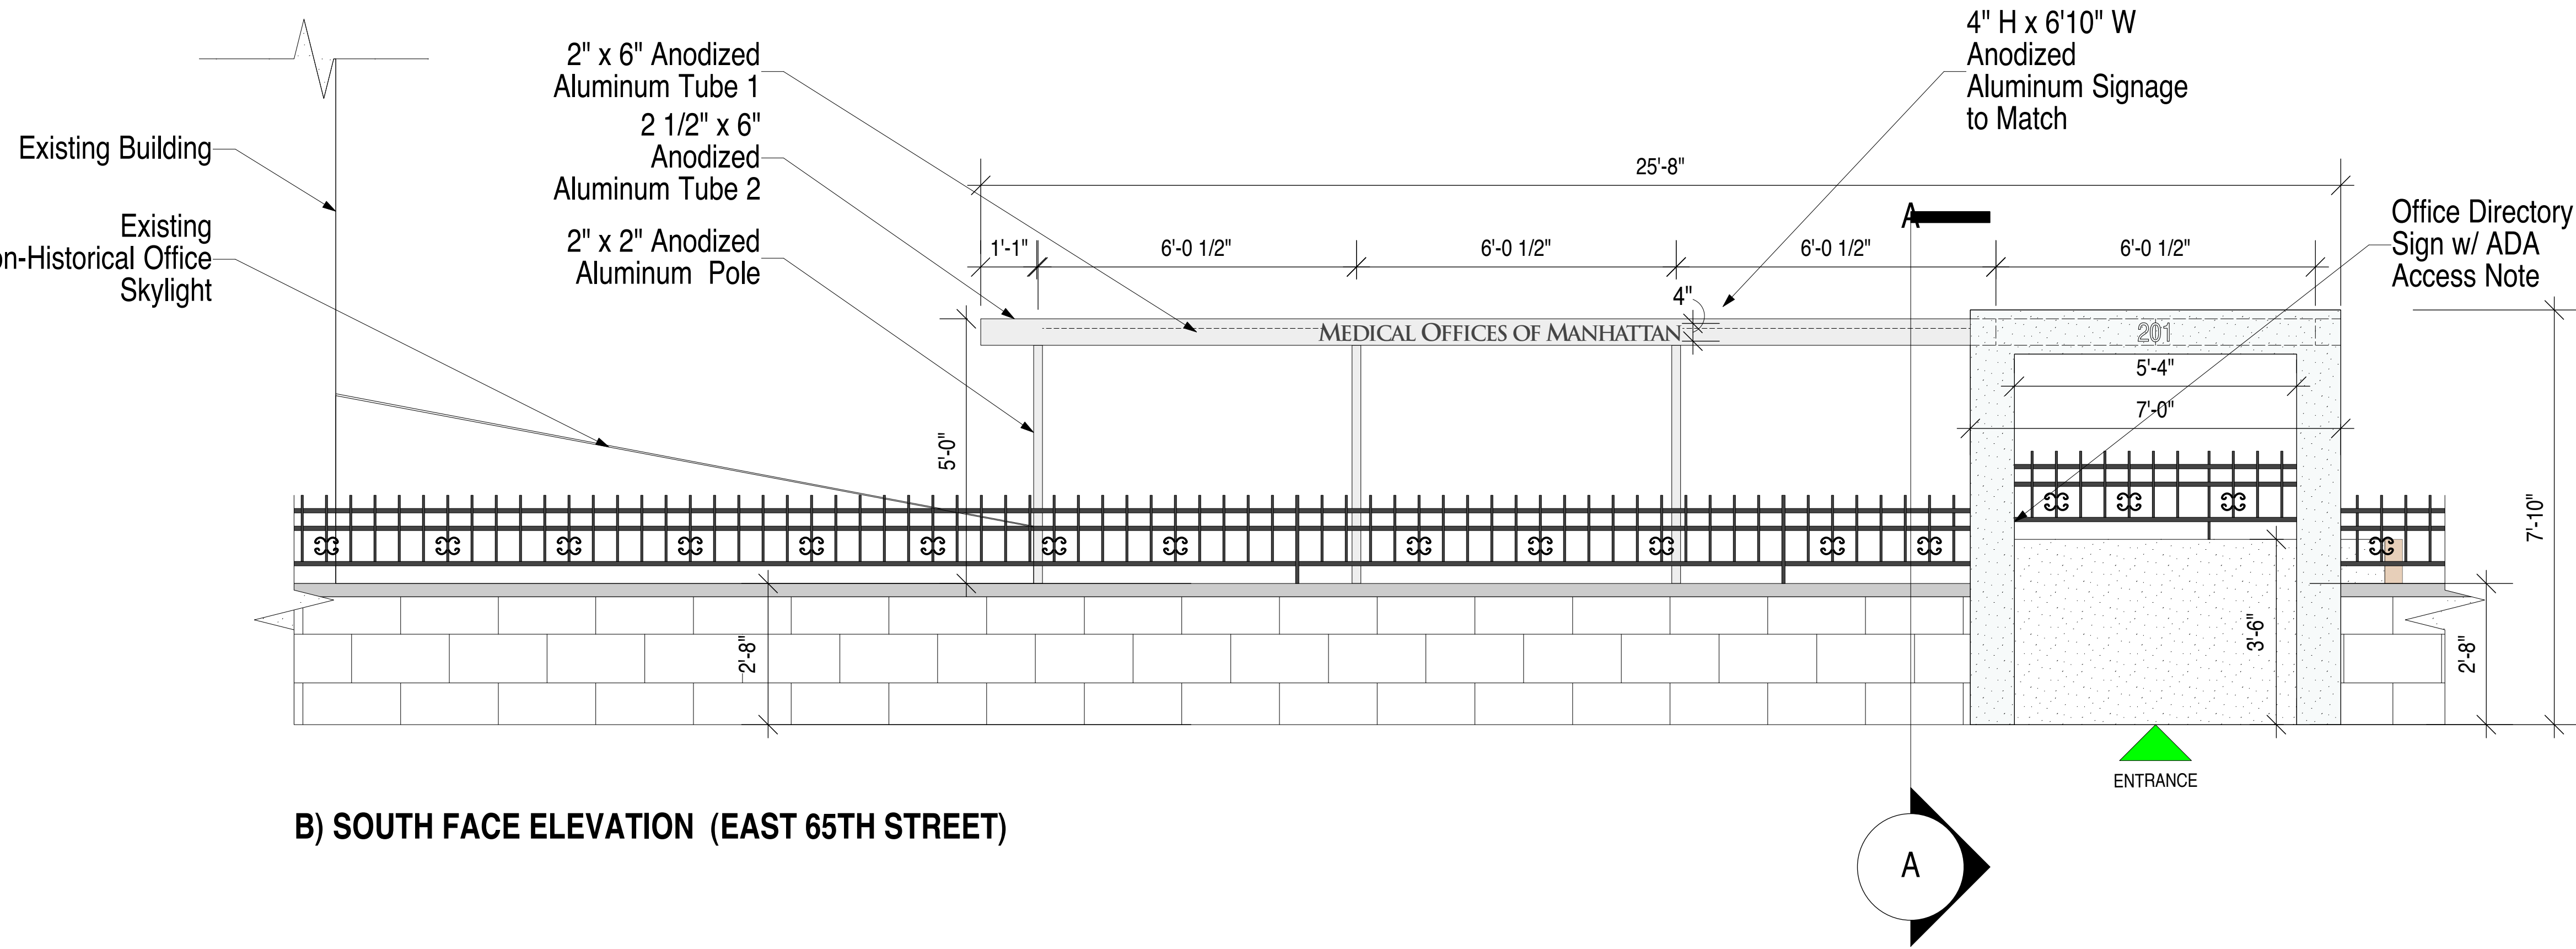 4" H x 6'10" W
Anodized
Aluminum Signage
to Match
2" x 6" Anodized
Aluminum Tube 1
2 1/2" x 6"
Anodized
Aluminum Tube 2
2" x 2" Anodized
Aluminum Pole
Existing Building
Existing
n-Historical Office
Skylight
25'-8"
A
Office Directory
Sign w/ ADA
Access Note
1'-1"
6'-0 1/2"
6'-0 1/2"
6'-0 1/2"
6'-0 1/2"
4"
MEDICAL OFFICES OF MANHATTAN
201
5'-4"
7'-0"
5'-0"
7'-10"
2'-8"
3'-6"
2'-8"
ENTRANCE
B) SOUTH FACE ELEVATION (EAST 65TH STREET)
A